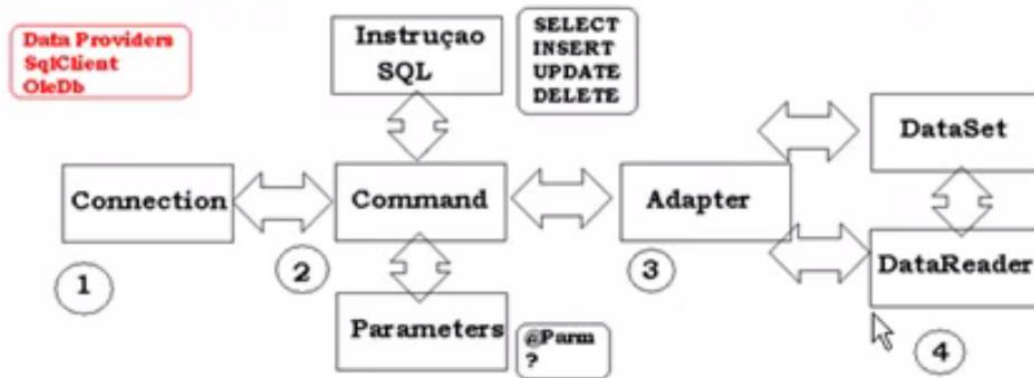 Data Providers
SqlClient
OleDb
Instruçao
SQL
SELECT
INSERT
UPDATE
DELETE
DataSet
Connection
Command
Adapter
DataReader
1
2
3
Parameters
@Parm
?
4